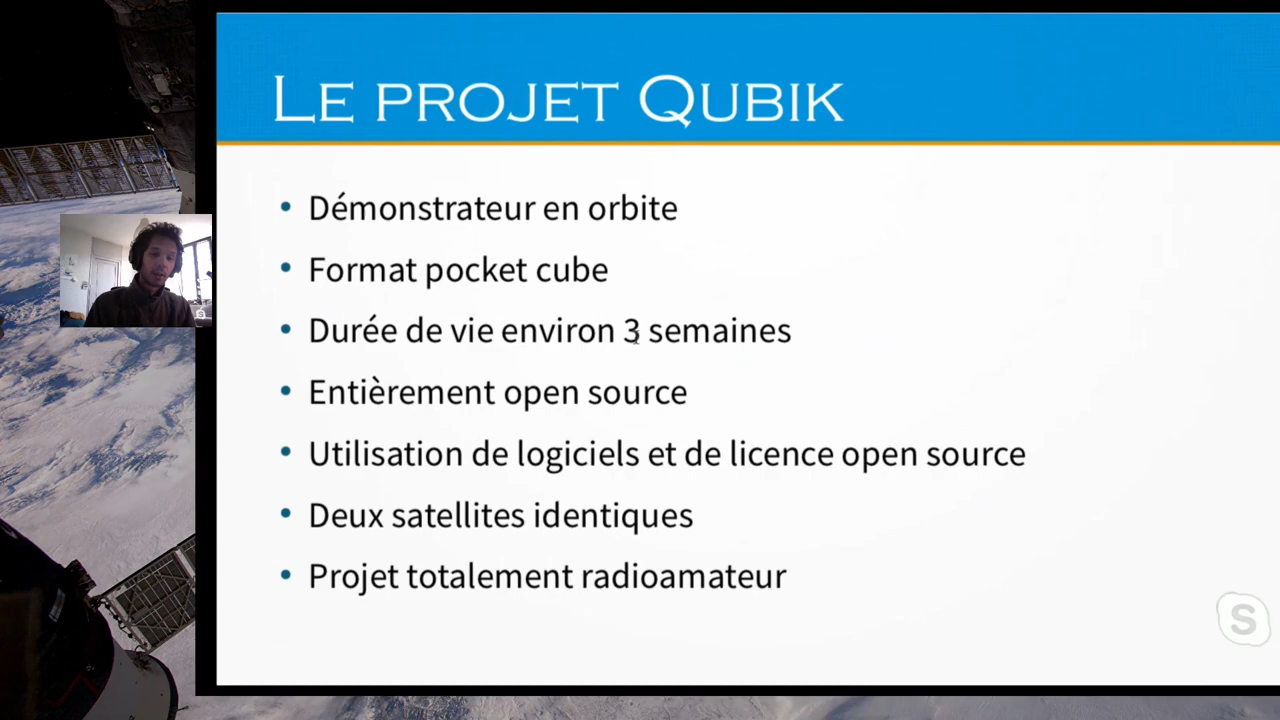 Le projet Qubik
Démonstrateur en orbite
Format pocket cube
Durée de vie environ 3 semaines
Entièrement open source
Utilisation de logiciels et de licence open source
Deux satellites identiques
Projet totalement radioamateur
S